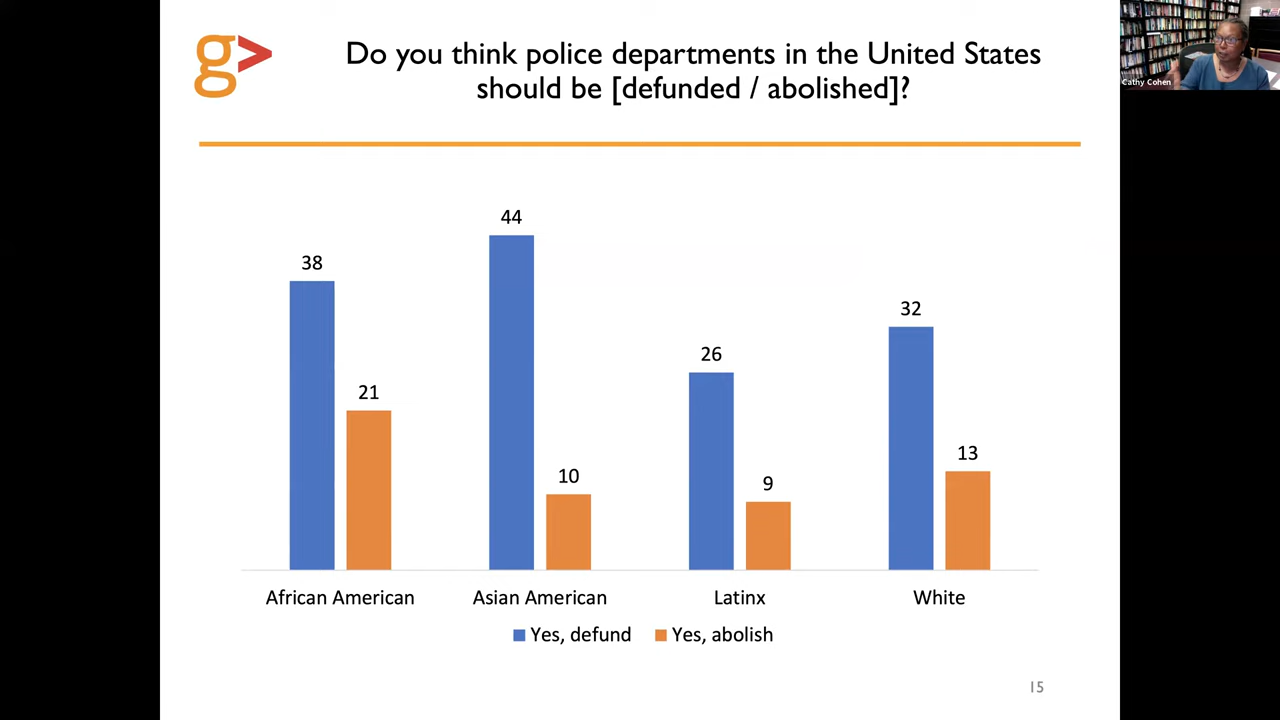 g>
Do you think police departments in the United States
should be [defunded / abolished]?
Cathy Cohen
44
38
32
26
21
13
10
9
African American
Asian American
Latinx
White
Yes, defund
Yes, abolish
15